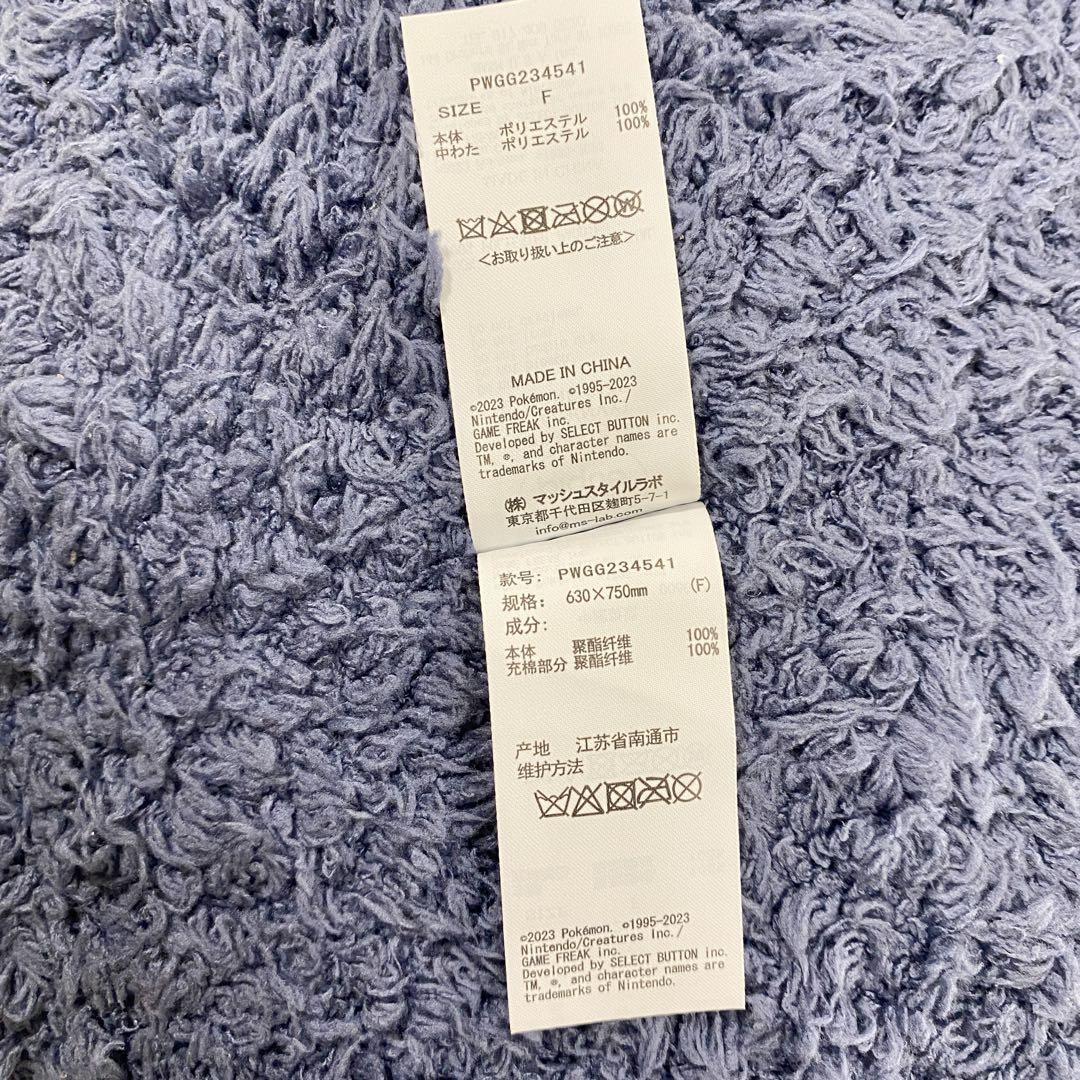 PWGG234541
SIZE F
本体 ポリエステル 100%
中わた ポリエステル 100%
<お取り扱い上のご注意>
MADE IN CHINA
©2023 Pokémon. ©1995-2023
Nintendo/Creatures Inc./
GAME FREAK inc.
Developed by SELECT BUTTON inc.
TM, ®, and character names are
trademarks of Nintendo.
㈱ マッシュスタイルラボ
東京都千代田区麹町5-7-1
info@ms-lab.com
款号: PWGG234541
规格: 630×750mm (F)
成分:
本体 聚酯纤维 100%
充棉部分 聚酯纤维 100%
产地 江苏省南通市
维护方法
©2023 Pokémon. ©1995-2023
Nintendo/Creatures Inc./
GAME FREAK inc.
Developed by SELECT BUTTON inc.
TM, ®, and character names are
trademarks of Nintendo.